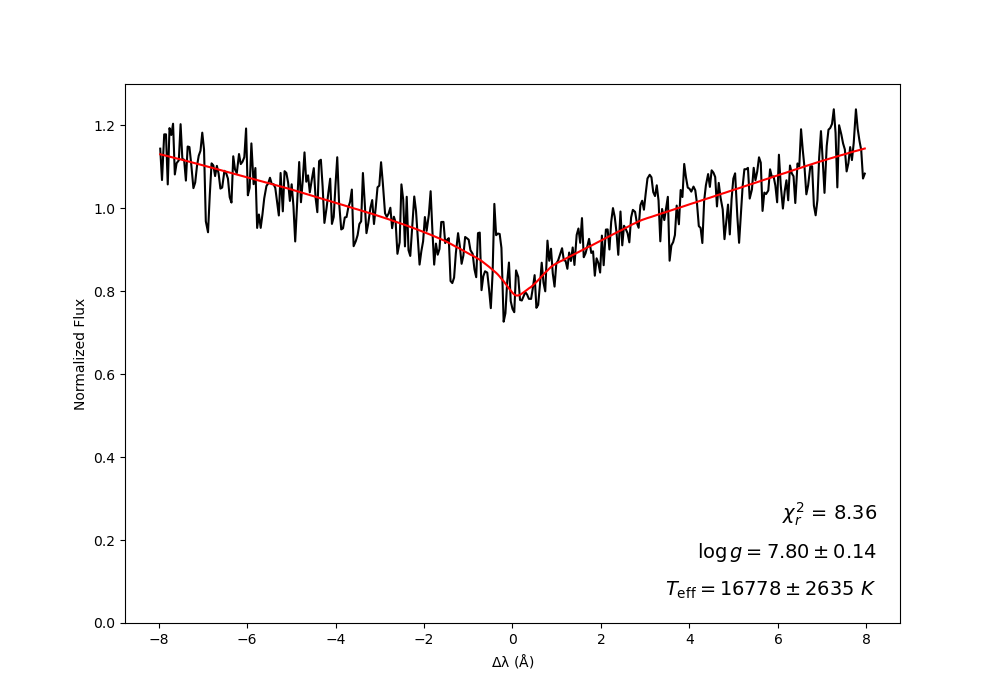 1.2
1.0
0.8
0.6
0.4
0.2
0.0
−8 −6 −4 −2 0 2 4 6 8
Normalized Flux
Δλ (Å)
χ²ᵣ = 8.36
log g = 7.80 ± 0.14
T_eff = 16778 ± 2635 K